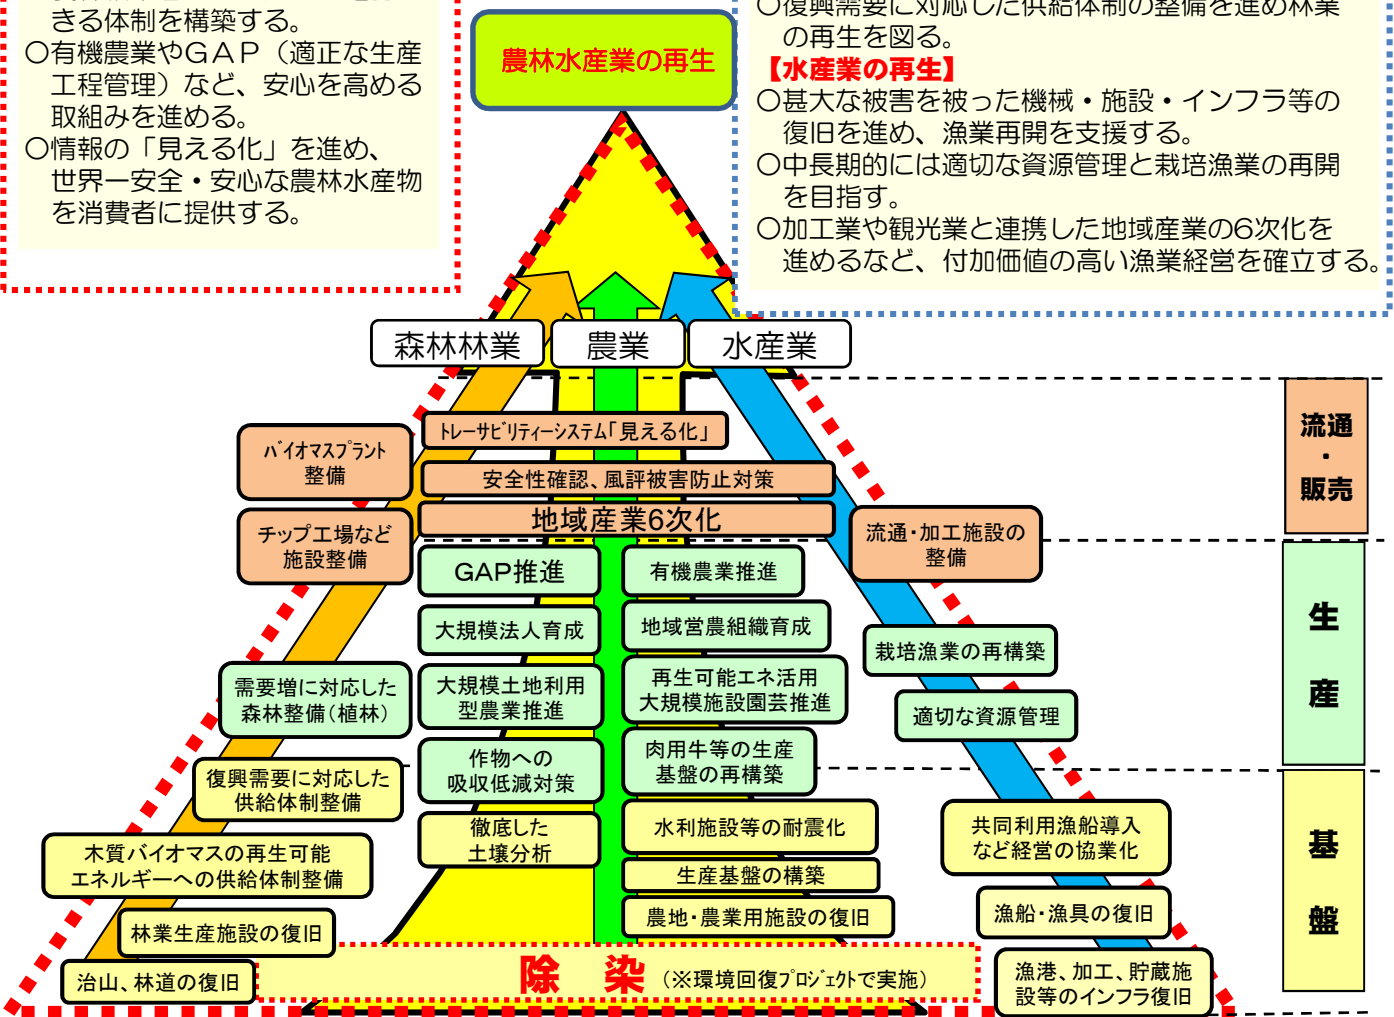 きる体制を構築する。
○有機農業やGAP（適正な生産
工程管理）など、安心を高める
取組みを進める。
○情報の「見える化」を進め、
世界一安全・安心な農林水産物
を消費者に提供する。
農林水産業の再生
○復興需要に対応した供給体制の整備を進め林業
の再生を図る。
【水産業の再生】
○甚大な被害を被った機械・施設・インフラ等の
復旧を進め、漁業再開を支援する。
○中長期的には適切な資源管理と栽培漁業の再開
を目指す。
○加工業や観光業と連携した地域産業の6次化を
進めるなど、付加価値の高い漁業経営を確立する。
森林林業
農業
水産業
流通
・
販売
トレーサビリティーシステム「見える化」
バイオマスプラント
整備
安全性確認、風評被害防止対策
地域産業6次化
チップ工場など
施設整備
流通・加工施設の
整備
生
産
GAP推進
有機農業推進
大規模法人育成
地域営農組織育成
栽培漁業の再構築
需要増に対応した
森林整備（植林）
大規模土地利用
型農業推進
再生可能エネ活用
大規模施設園芸推進
適切な資源管理
作物への
吸収低減対策
肉用牛等の生産
基盤の再構築
基
盤
復興需要に対応した
供給体制整備
徹底した
土壌分析
水利施設等の耐震化
共同利用漁船導入
など経営の協業化
木質バイオマスの再生可能
エネルギーへの供給体制整備
生産基盤の構築
農地・農業用施設の復旧
漁船・漁具の復旧
林業生産施設の復旧
治山、林道の復旧
除　染（※環境回復プロジェクトで実施）
漁港、加工、貯蔵施
設等のインフラ復旧